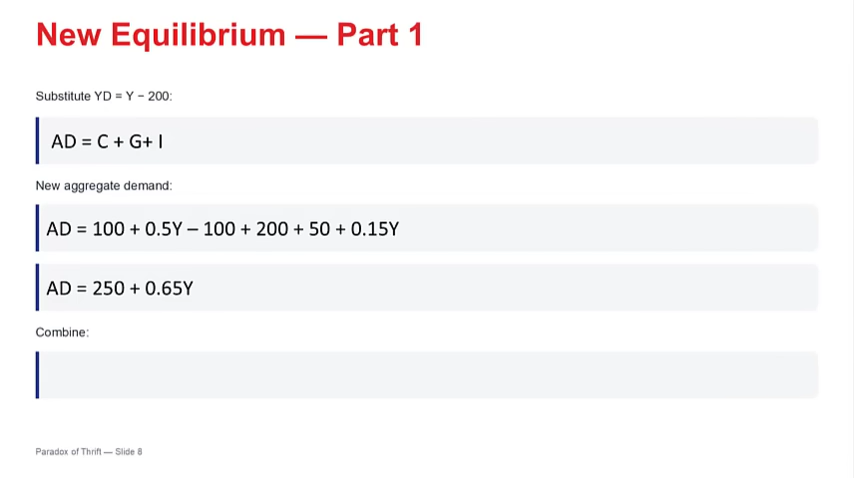 New Equilibrium — Part 1
Substitute YD = Y − 200:
AD = C + G+ I
New aggregate demand:
AD = 100 + 0.5Y – 100 + 200 + 50 + 0.15Y
AD = 250 + 0.65Y
Combine:
Paradox of Thrift — Slide 8